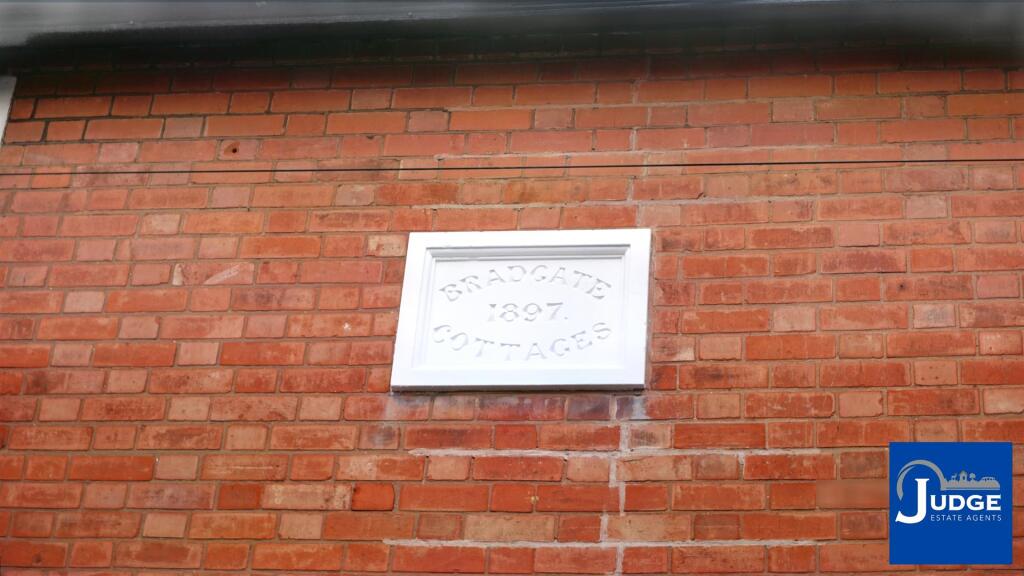 BRADGATE
1897.
COTTAGES
JUDGE
ESTATE AGENTS